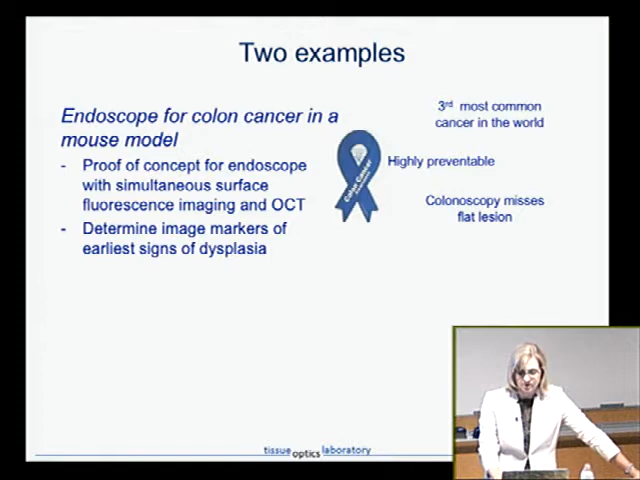 Two examples
Endoscope for colon cancer in a
mouse model
- Proof of concept for endoscope
with simultaneous surface
fluorescence imaging and OCT
- Determine image markers of
earliest signs of dysplasia
3rd most common
cancer in the world
Highly preventable
Colonoscopy misses
flat lesion
Colon Cancer
tissue optics laboratory